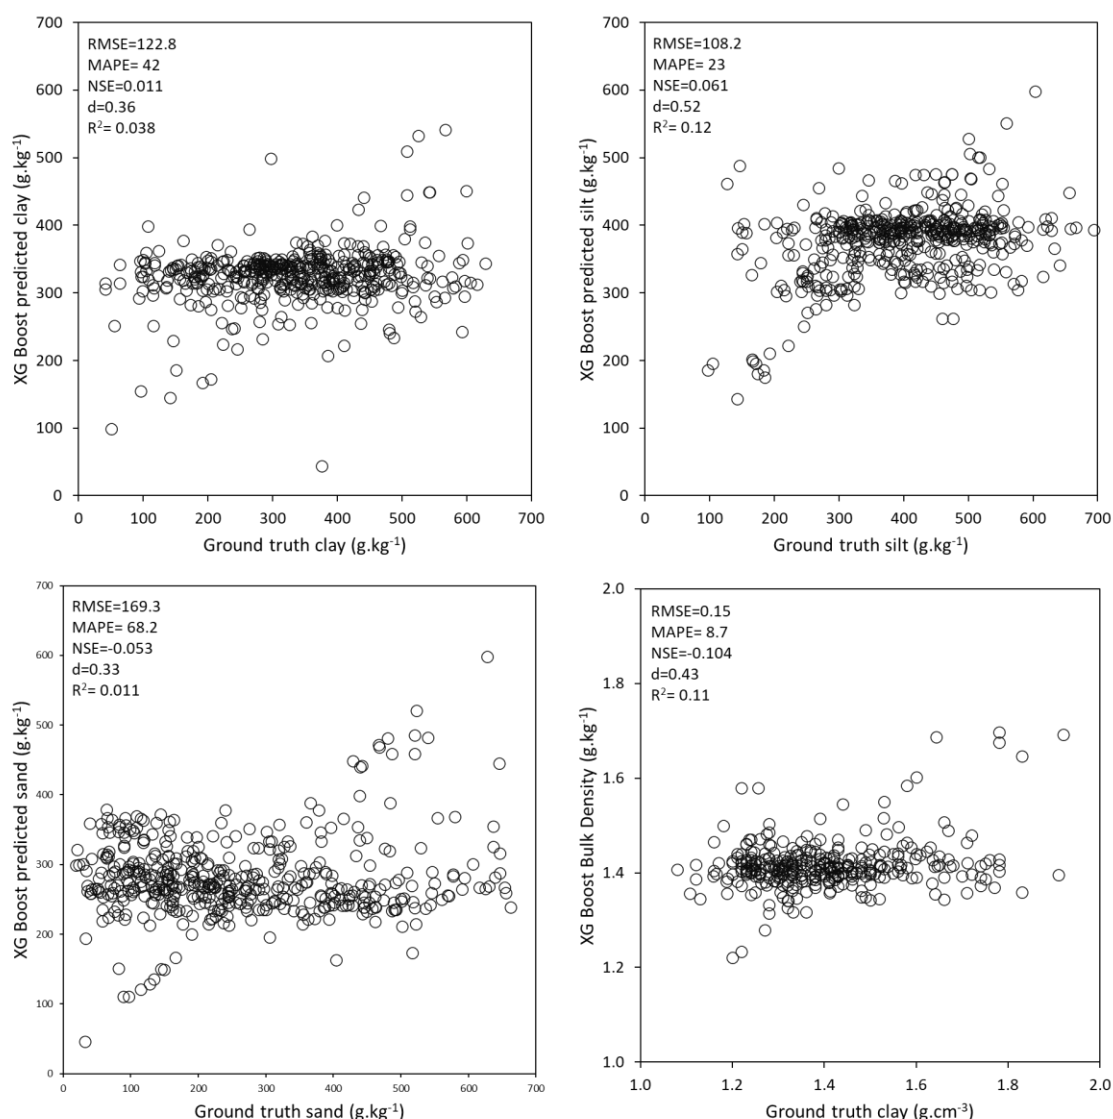 RMSE=122.8
MAPE= 42
NSE=0.011
d=0.36
R²= 0.038
XG Boost predicted clay (g.kg⁻¹)
700
600
500
400
300
200
100
0
0 100 200 300 400 500 600 700
Ground truth clay (g.kg⁻¹)
RMSE=108.2
MAPE= 23
NSE=0.061
d=0.52
R²= 0.12
XG Boost predicted silt (g.kg⁻¹)
700
600
500
400
300
200
100
0
0 100 200 300 400 500 600 700
Ground truth silt (g.kg⁻¹)
RMSE=169.3
MAPE= 68.2
NSE=-0.053
d=0.33
R²= 0.011
XG Boost predicted sand (g.kg⁻¹)
700
600
500
400
300
200
100
0
0 100 200 300 400 500 600 700
Ground truth sand (g.kg⁻¹)
RMSE=0.15
MAPE= 8.7
NSE=-0.104
d=0.43
R²= 0.11
XG Boost Bulk Density (g.kg⁻¹)
2.0
1.8
1.6
1.4
1.2
1.0
1.0 1.2 1.4 1.6 1.8 2.0
Ground truth clay (g.cm⁻³)